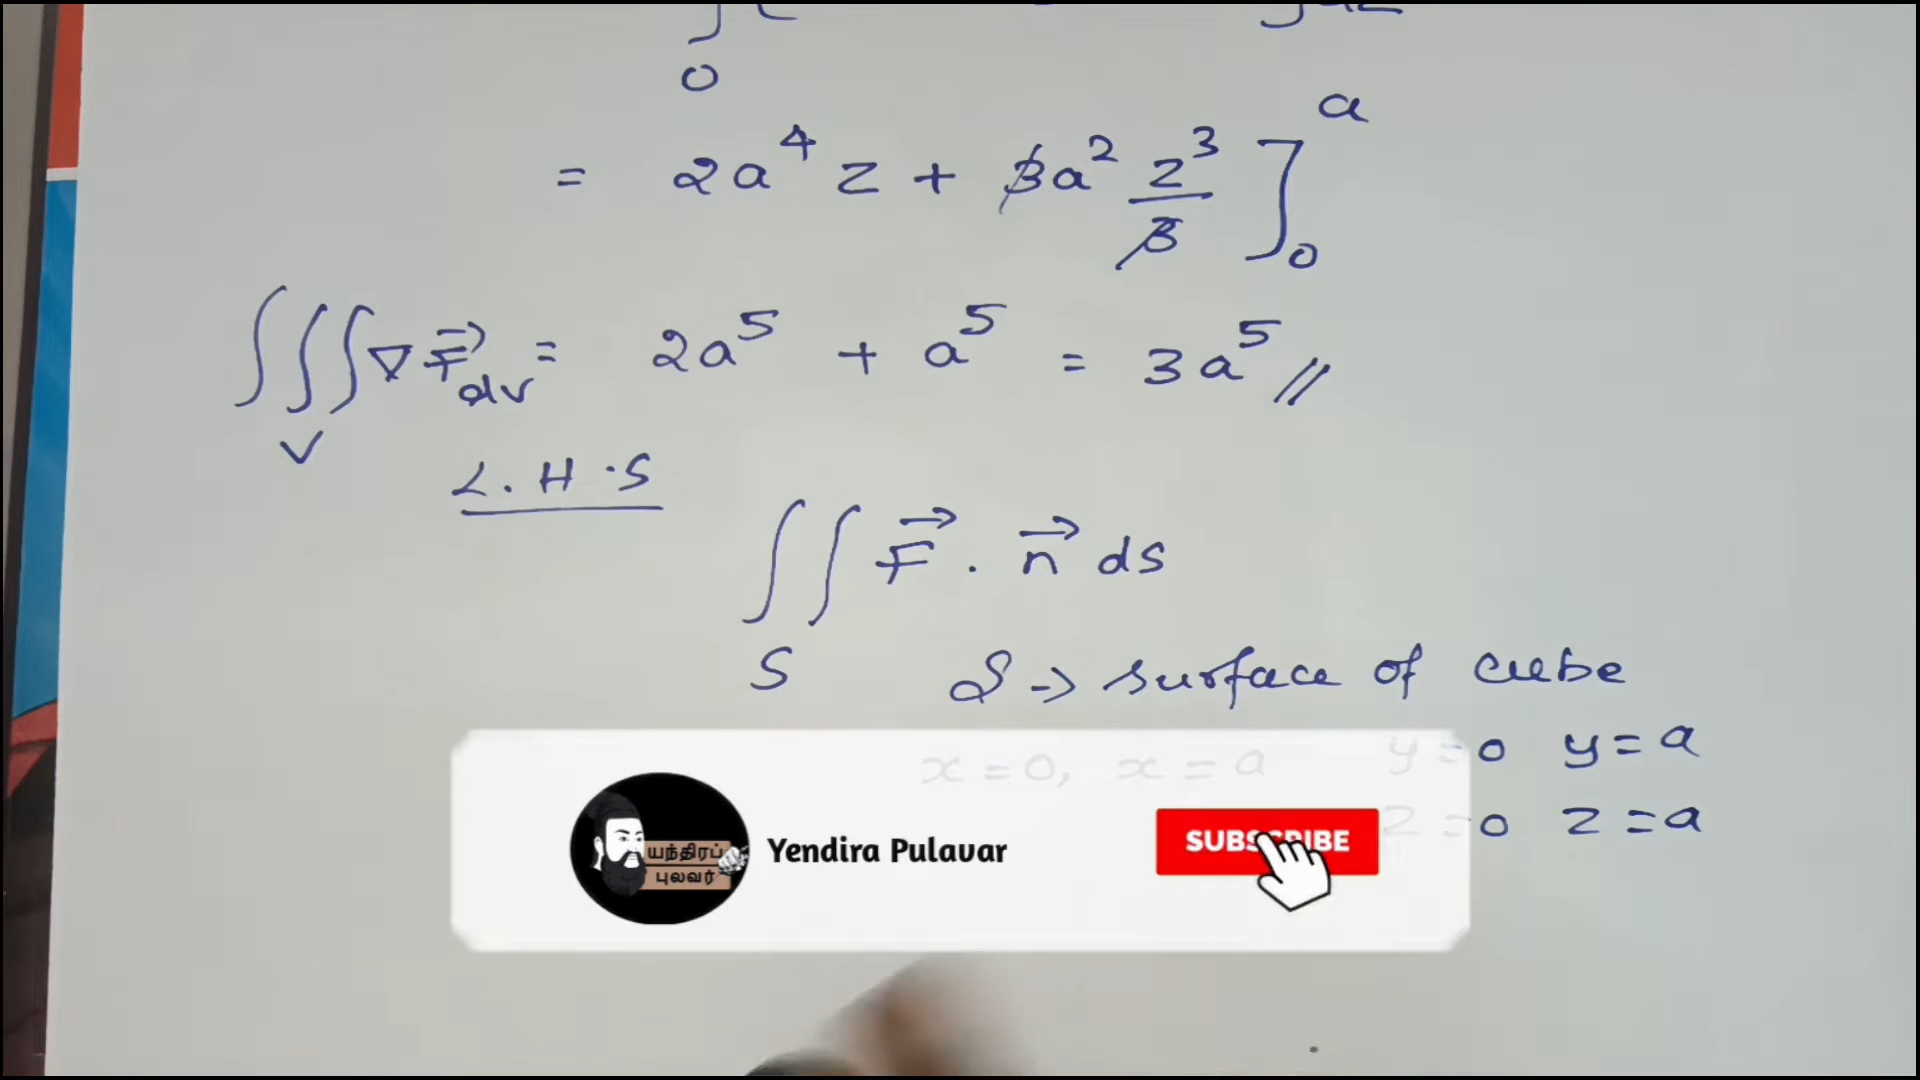 0
a
= 2a⁴ z + 3a² z³/3 ]₀
∫∫∫ ∇ F⃗ dv = 2a⁵ + a⁵ = 3a⁵ //
V
L.H.S
∫∫ F⃗ . n⃗ ds
S
S -> surface of cube
x = 0, x = a y = 0 y = a
z = 0 z = a
யந்திரப்
புலவர்
Yendira Pulavar
SUBSCRIBE